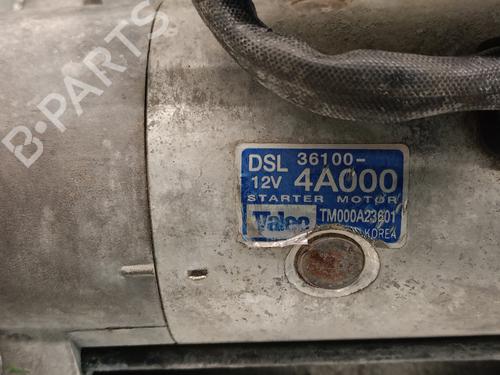 B-PARTS
DSL 36100-
12V 4A000
STARTER MOTOR
Valeo TM000A23601
KOREA